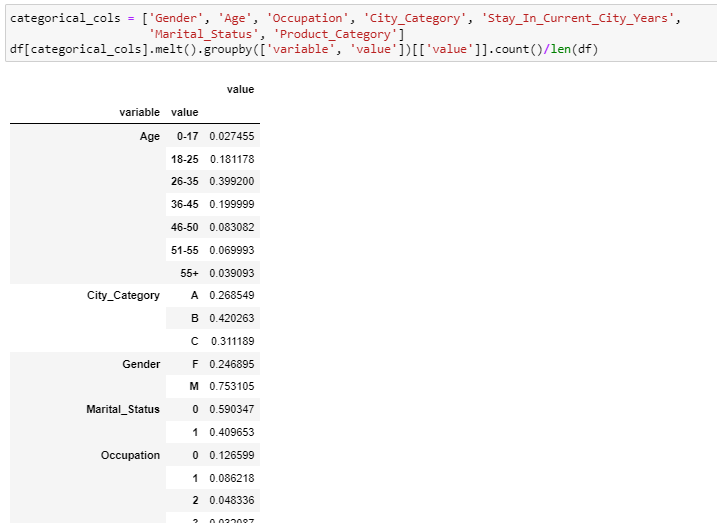 categorical_cols = ['Gender', 'Age', 'Occupation', 'City_Category', 'Stay_In_Current_City_Years',
'Marital_Status', 'Product_Category']
df[categorical_cols].melt().groupby(['variable', 'value'])[['value']].count()/len(df)
value
variable value
Age 0-17 0.027455
18-25 0.181178
26-35 0.399200
36-45 0.199999
46-50 0.083082
51-55 0.069993
55+ 0.039093
City_Category A 0.268549
B 0.420263
C 0.311189
Gender F 0.246895
M 0.753105
Marital_Status 0 0.590347
1 0.409653
Occupation 0 0.126599
1 0.086218
2 0.048336